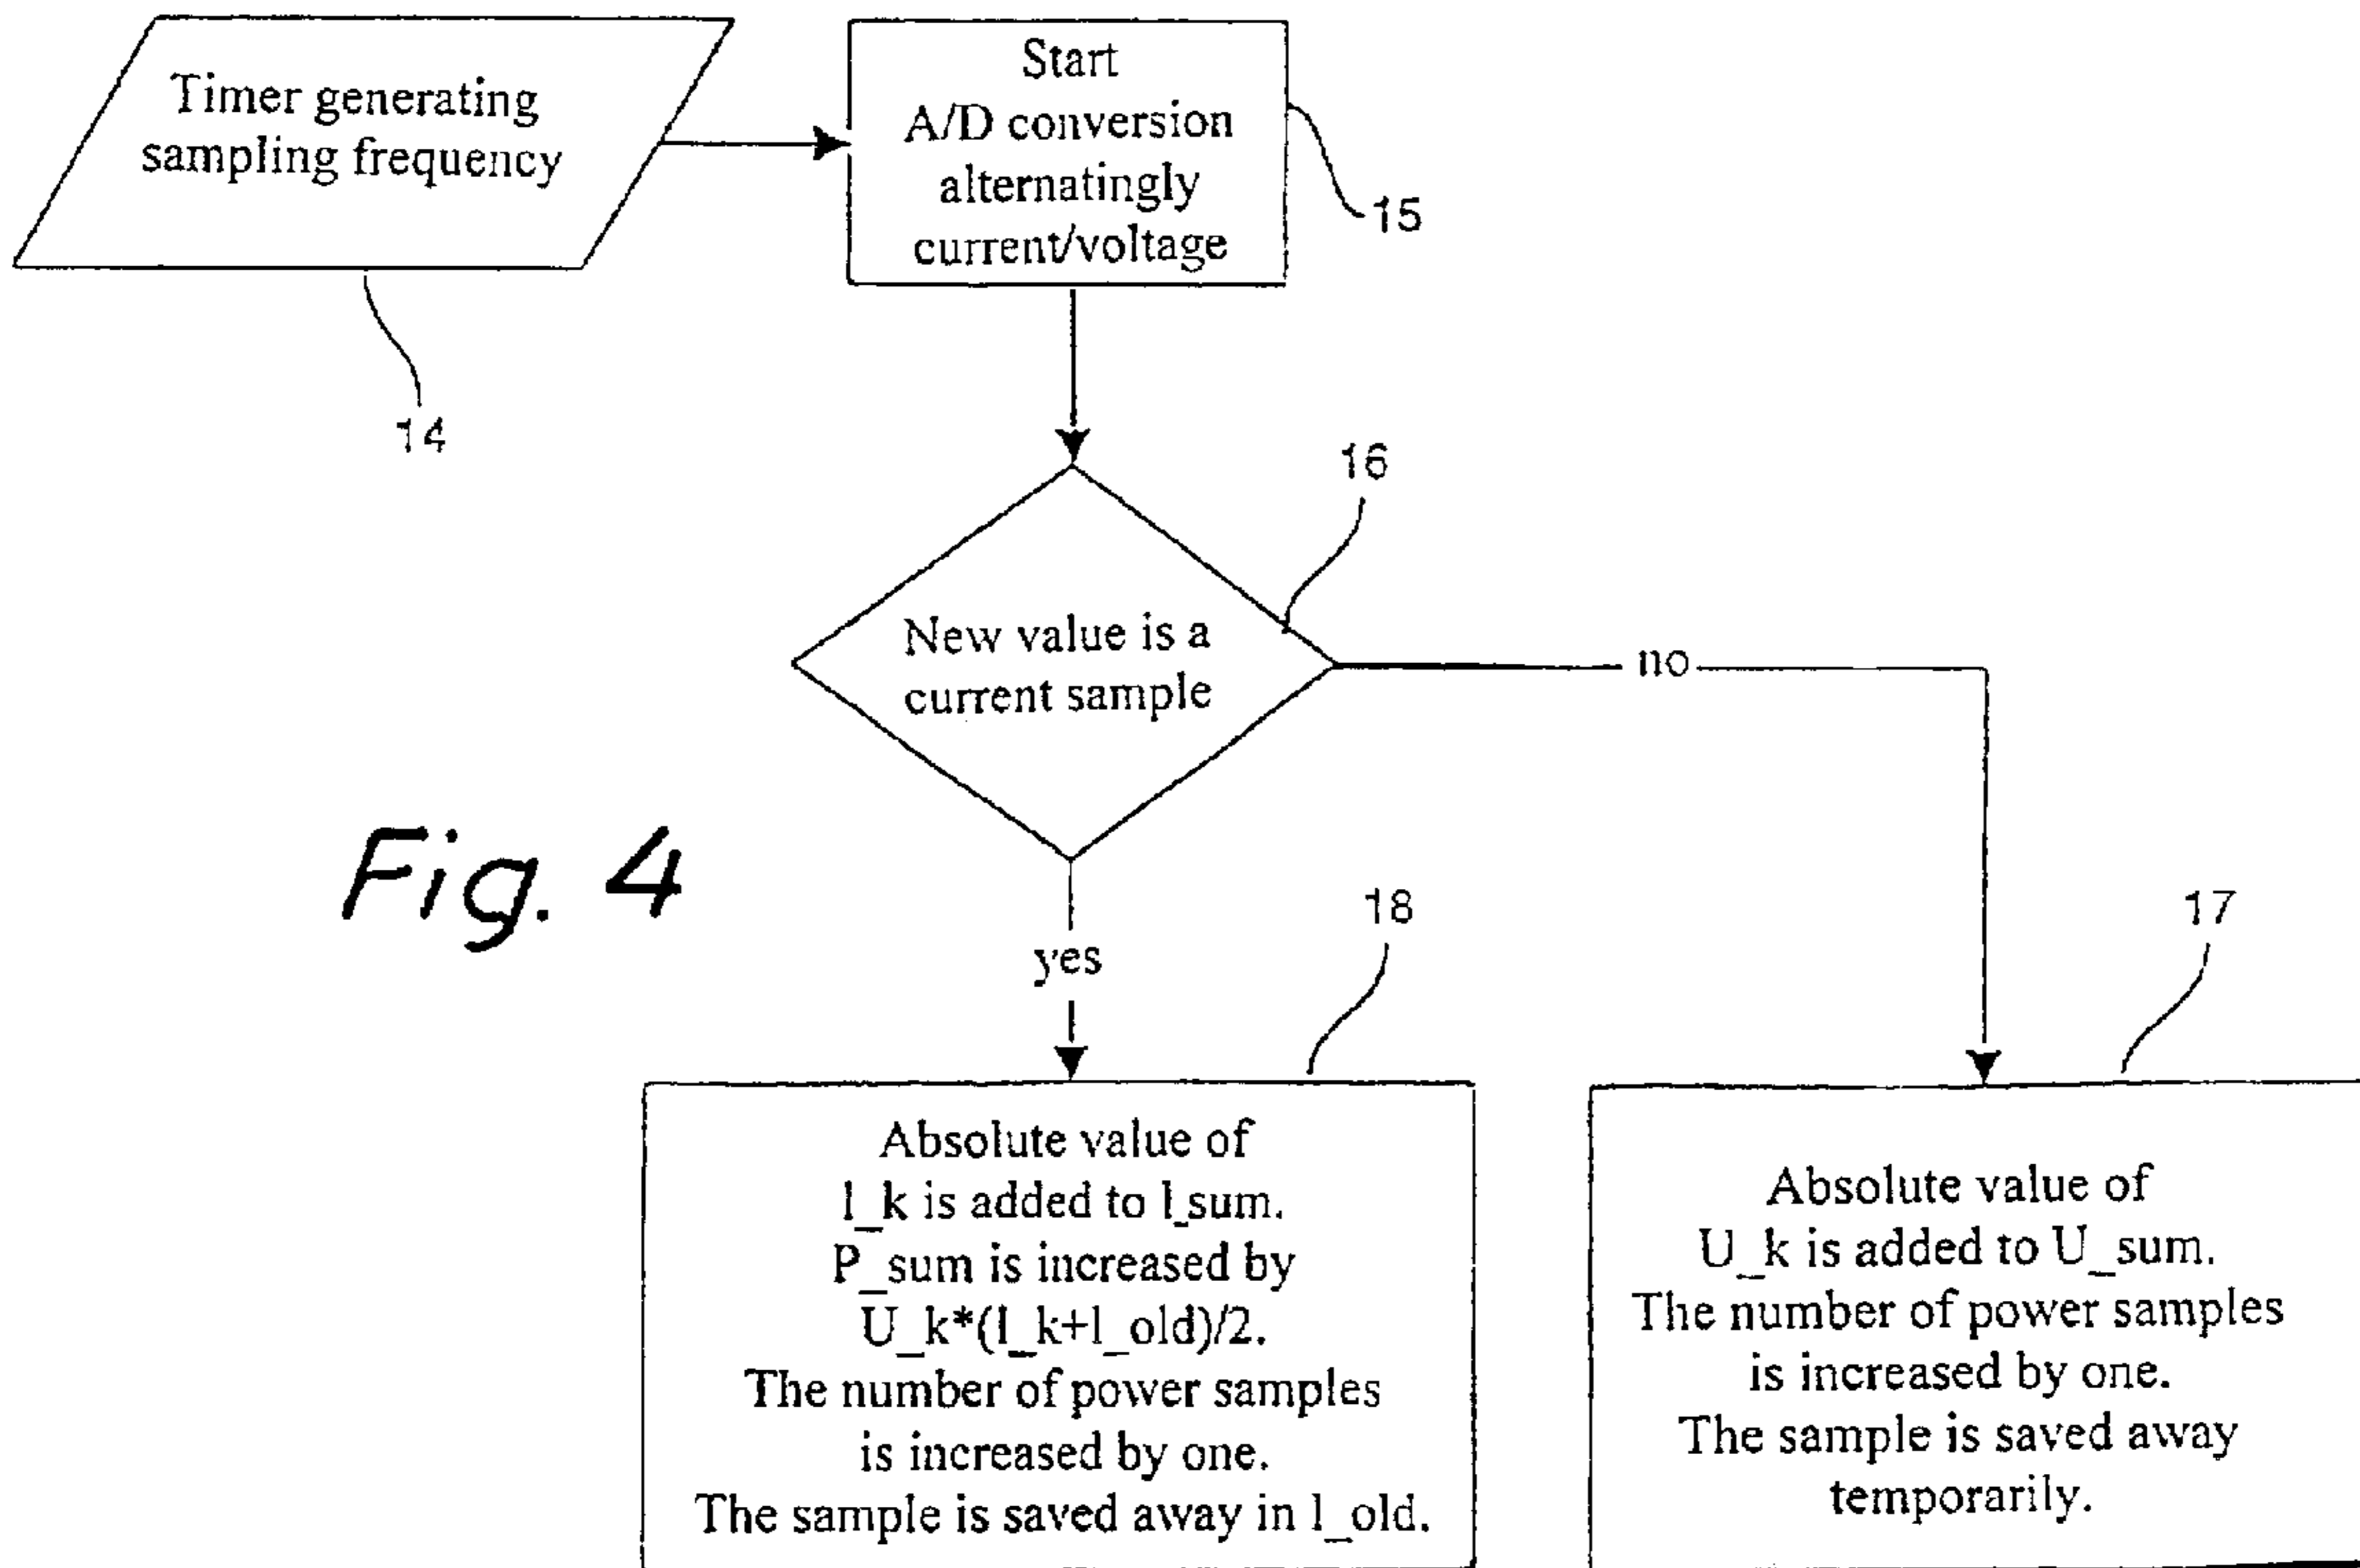 Timer generating
sampling frequency
14
Start
A/D conversion
alternatingly
current/voltage
15
16
New value is a
current sample
no
yes
Fig. 4
18
Absolute value of
I_k is added to I_sum.
P_sum is increased by
U_k*(I_k+I_old)/2.
The number of power samples
is increased by one.
The sample is saved away in I_old.
17
Absolute value of
U_k is added to U_sum.
The number of power samples
is increased by one.
The sample is saved away
temporarily.